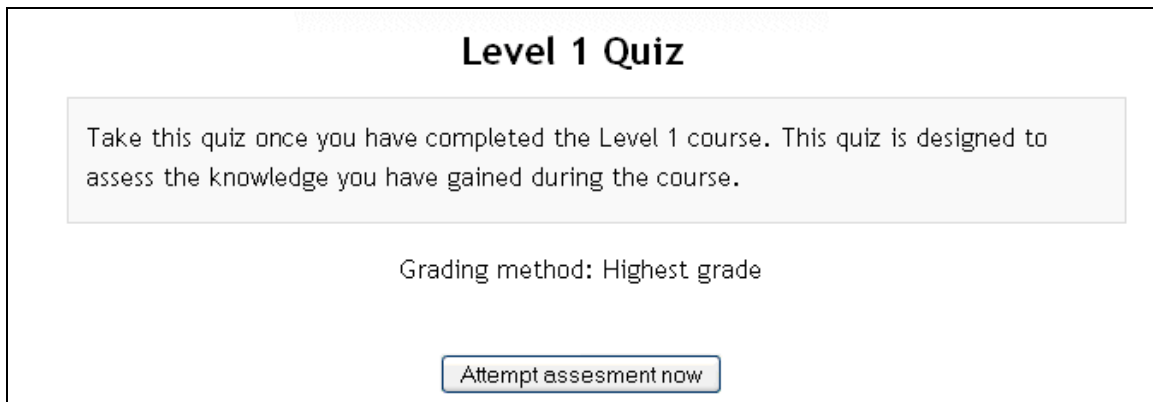 Level 1 Quiz
Take this quiz once you have completed the Level 1 course. This quiz is designed to
assess the knowledge you have gained during the course.
Grading method: Highest grade
Attempt assesment now